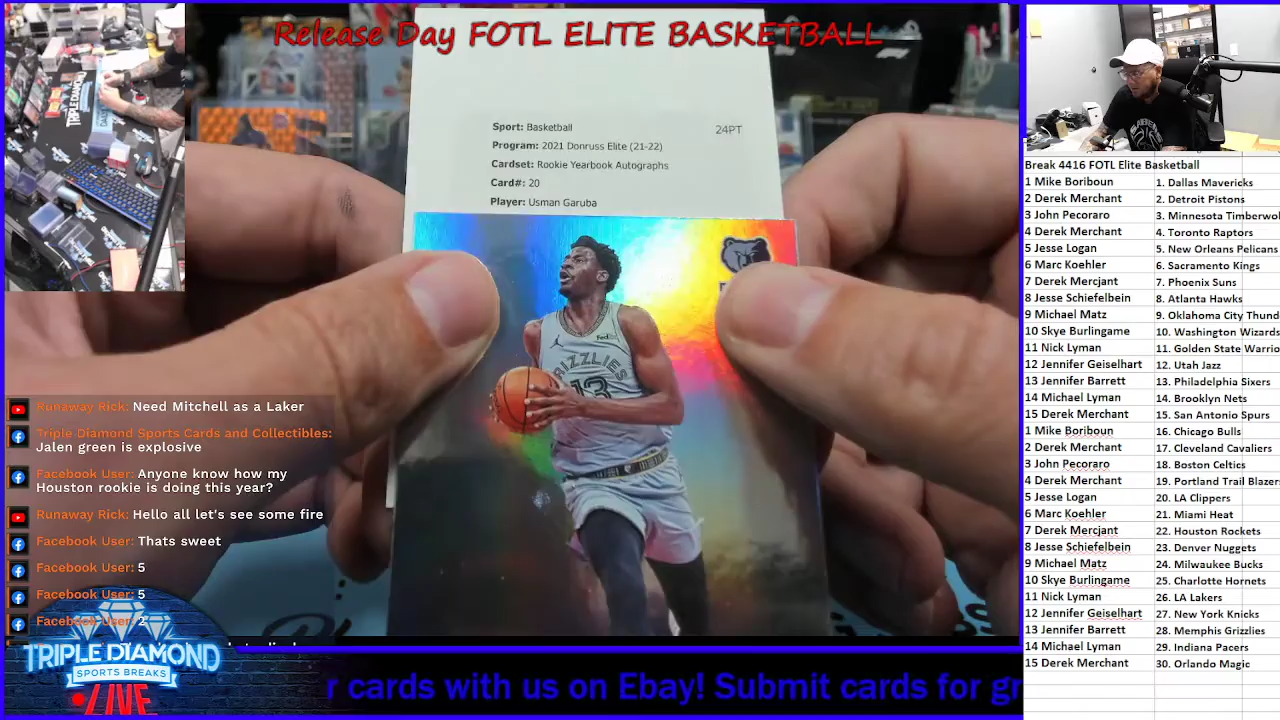 Release Day FOTL ELITE BASKETBALL
Sport: Basketball
24PT
Program: 2021 Donruss Elite (21-22)
Cardset: Rookie Yearbook Autographs
Card#: 20
Player: Usman Garuba
GRIZZLIES
13
Runaway Rick: Need Mitchell as a Laker
Triple Diamond Sports Cards and Collectibles:
Jalen green is explosive
Facebook User: Anyone know how my
Houston rookie is doing this year?
Runaway Rick: Hello all let's see some fire
Facebook User: Thats sweet
Facebook User: 5
Facebook User: 5
Facebook User: 2
TRIPLE DIAMOND
SPORTS BREAKS
LIVE
r cards with us on Ebay! Submit cards for gr
Break 4416 FOTL Elite Basketball
1 Mike Boriboun 1. Dallas Mavericks
2 Derek Merchant 2. Detroit Pistons
3 John Pecoraro 3. Minnesota Timberwo
4 Derek Merchant 4. Toronto Raptors
5 Jesse Logan 5. New Orleans Pelicans
6 Marc Koehler 6. Sacramento Kings
7 Derek Mercjant 7. Phoenix Suns
8 Jesse Schiefelbein 8. Atlanta Hawks
9 Michael Matz 9. Oklahoma City Thund
10 Skye Burlingame 10. Washington Wizards
11 Nick Lyman 11. Golden State Warrio
12 Jennifer Geiselhart 12. Utah Jazz
13 Jennifer Barrett 13. Philadelphia Sixers
14 Michael Lyman 14. Brooklyn Nets
15 Derek Merchant 15. San Antonio Spurs
1 Mike Boriboun 16. Chicago Bulls
2 Derek Merchant 17. Cleveland Cavaliers
3 John Pecoraro 18. Boston Celtics
4 Derek Merchant 19. Portland Trail Blazer
5 Jesse Logan 20. LA Clippers
6 Marc Koehler 21. Miami Heat
7 Derek Mercjant 22. Houston Rockets
8 Jesse Schiefelbein 23. Denver Nuggets
9 Michael Matz 24. Milwaukee Bucks
10 Skye Burlingame 25. Charlotte Hornets
11 Nick Lyman 26. LA Lakers
12 Jennifer Geiselhart 27. New York Knicks
13 Jennifer Barrett 28. Memphis Grizzlies
14 Michael Lyman 29. Indiana Pacers
15 Derek Merchant 30. Orlando Magic